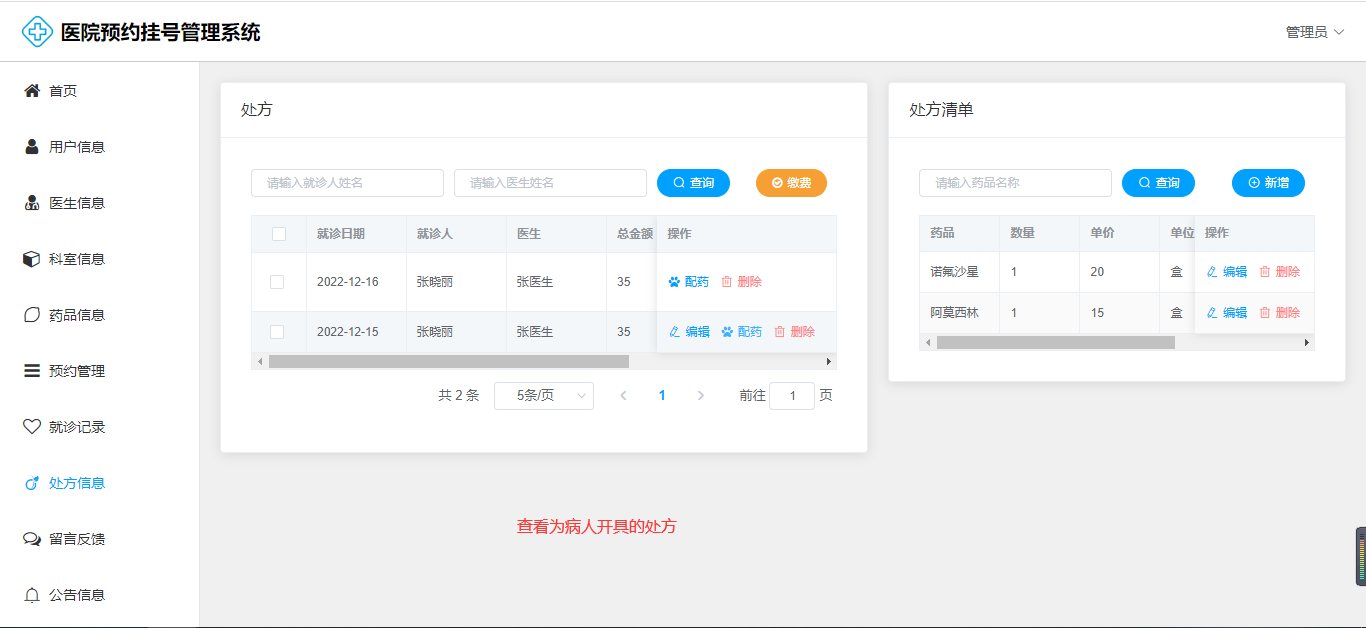 医院预约挂号管理系统
管理员
首页
用户信息
医生信息
科室信息
药品信息
预约管理
就诊记录
处方信息
留言反馈
公告信息
处方
请输入就诊人姓名 请输入医生姓名 查询 缴费
就诊日期 就诊人 医生 总金额 操作
2022-12-16 张晓丽 张医生 35 配药 删除
2022-12-15 张晓丽 张医生 35 编辑 配药 删除
共 2 条 5条/页 1 前往 1 页
处方清单
请输入药品名称 查询 新增
药品 数量 单价 单位 操作
诺氟沙星 1 20 盒 编辑 删除
阿莫西林 1 15 盒 编辑 删除
查看为病人开具的处方